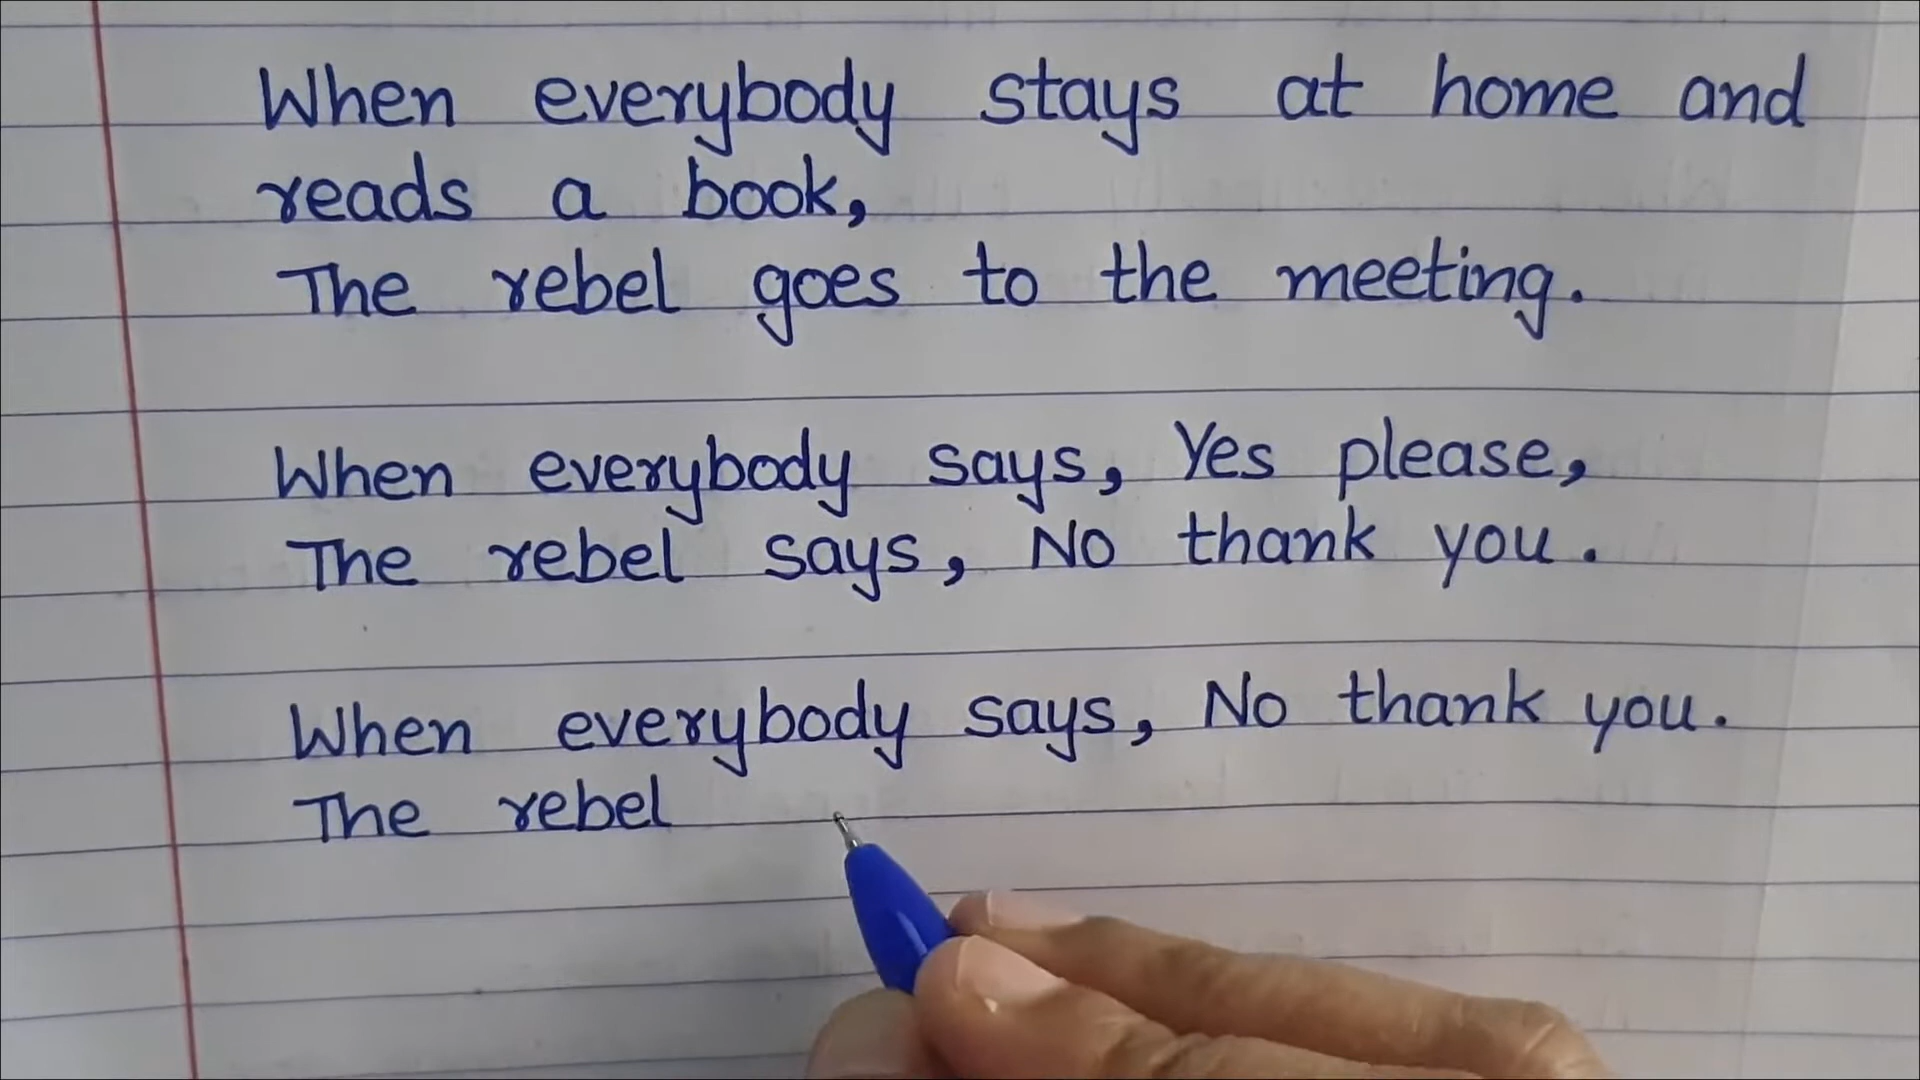 When everybody stays at home and
reads a book,
The rebel goes to the meeting.
When everybody says, Yes please,
The rebel says, No thank you.
When everybody says, No thank you.
The rebel